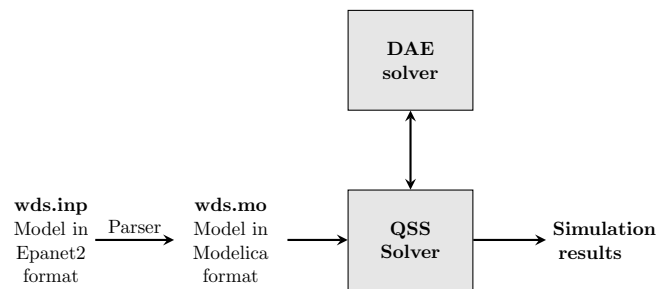 DAE
solver
wds.inp
Model in
Epanet2
format
Parser
wds.mo
Model in
Modelica
format
QSS
Solver
Simulation
results